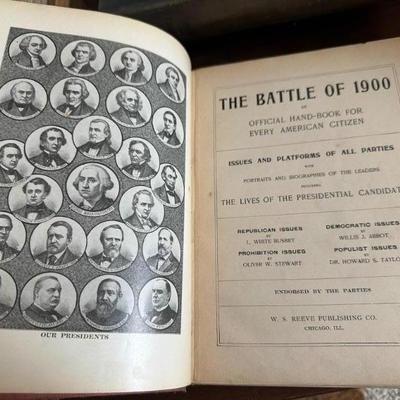 OUR PRESIDENTS
THE BATTLE OF 1900
OFFICIAL HAND-BOOK FOR
EVERY AMERICAN CITIZEN
ISSUES AND PLATFORMS OF ALL PARTIES
WITH
PORTRAITS AND BIOGRAPHIES OF THE LEADERS
INCLUDING
THE LIVES OF THE PRESIDENTIAL CANDIDAT
REPUBLICAN ISSUES
BY
L. WHITE BUSBEY
PROHIBITION ISSUES
BY
OLIVER W. STEWART
DEMOCRATIC ISSUES
BY
WILLIS J. ABBOT
POPULIST ISSUES
BY
DR. HOWARD S. TAYLO
ENDORSED BY THE PARTIES
W. S. REEVE PUBLISHING CO.
CHICAGO, ILL.